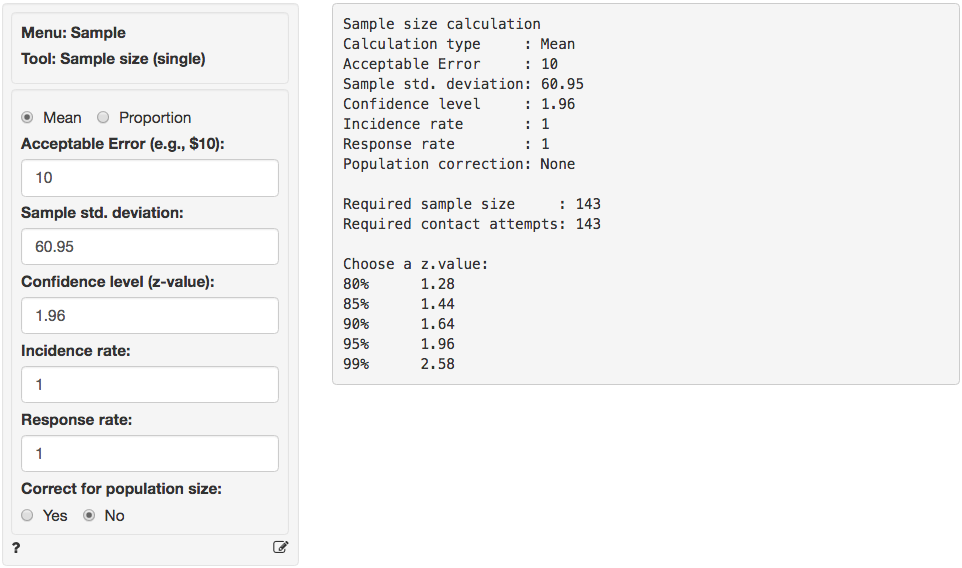 Menu: Sample
Tool: Sample size (single)
Mean Proportion
Acceptable Error (e.g., $10):
10
Sample std. deviation:
60.95
Confidence level (z-value):
1.96
Incidence rate:
1
Response rate:
1
Correct for population size:
Yes No
?
Sample size calculation
Calculation type     : Mean
Acceptable Error     : 10
Sample std. deviation: 60.95
Confidence level     : 1.96
Incidence rate       : 1
Response rate        : 1
Population correction: None
Required sample size     : 143
Required contact attempts: 143
Choose a z.value:
80%      1.28
85%      1.44
90%      1.64
95%      1.96
99%      2.58